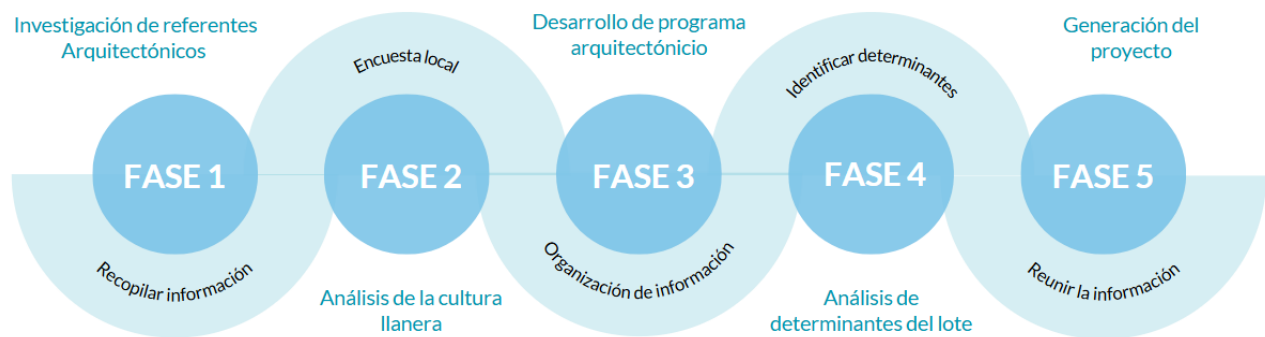 Investigación de referentes
Arquitectónicos
FASE 1
Recopilar información
Encuesta local
FASE 2
Análisis de la cultura
llanera
Desarrollo de programa
arquitectónicio
FASE 3
Organización de información
Identificar determinantes
FASE 4
Análisis de
determinantes del lote
Generación del
proyecto
FASE 5
Reunir la información